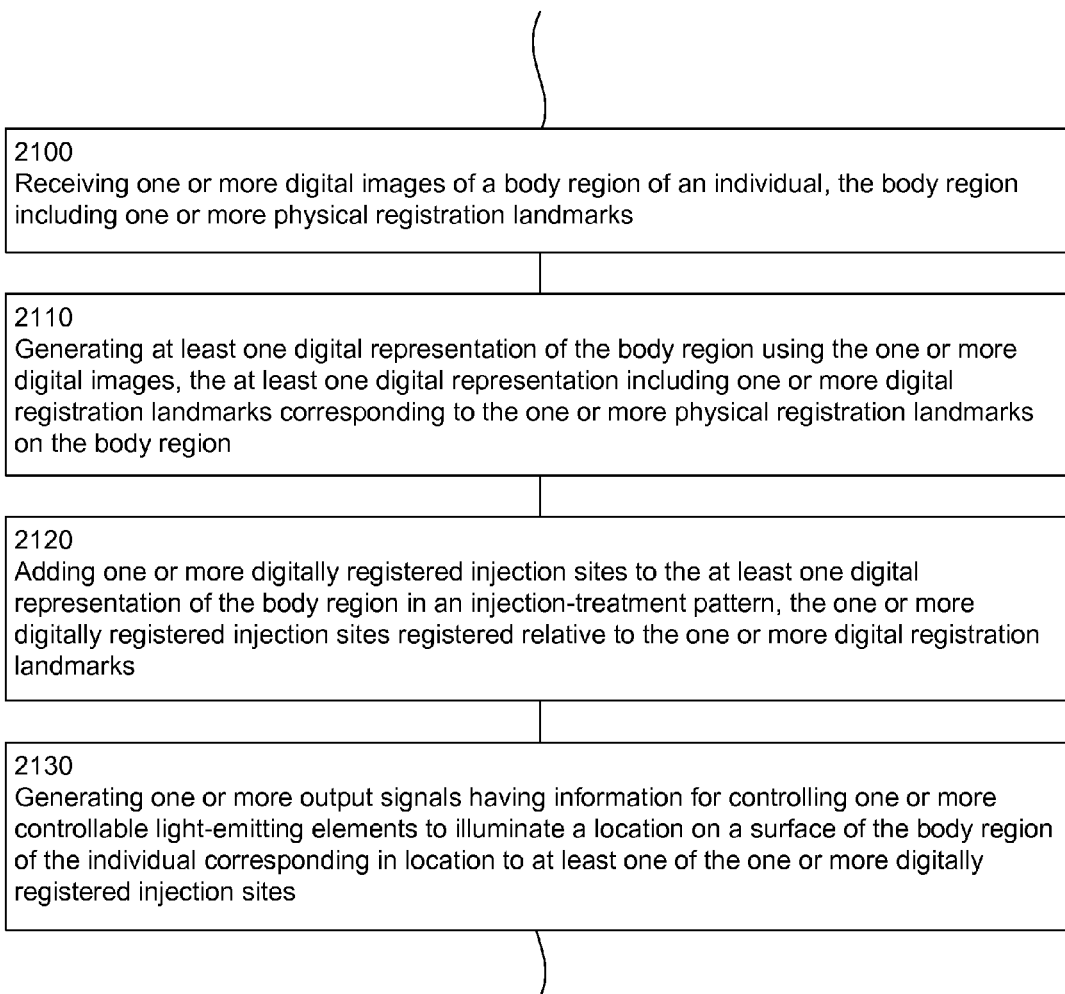 2100
Receiving one or more digital images of a body region of an individual, the body region
including one or more physical registration landmarks
2110
Generating at least one digital representation of the body region using the one or more
digital images, the at least one digital representation including one or more digital
registration landmarks corresponding to the one or more physical registration landmarks
on the body region
2120
Adding one or more digitally registered injection sites to the at least one digital
representation of the body region in an injection-treatment pattern, the one or more
digitally registered injection sites registered relative to the one or more digital registration
landmarks
2130
Generating one or more output signals having information for controlling one or more
controllable light-emitting elements to illuminate a location on a surface of the body region
of the individual corresponding in location to at least one of the one or more digitally
registered injection sites